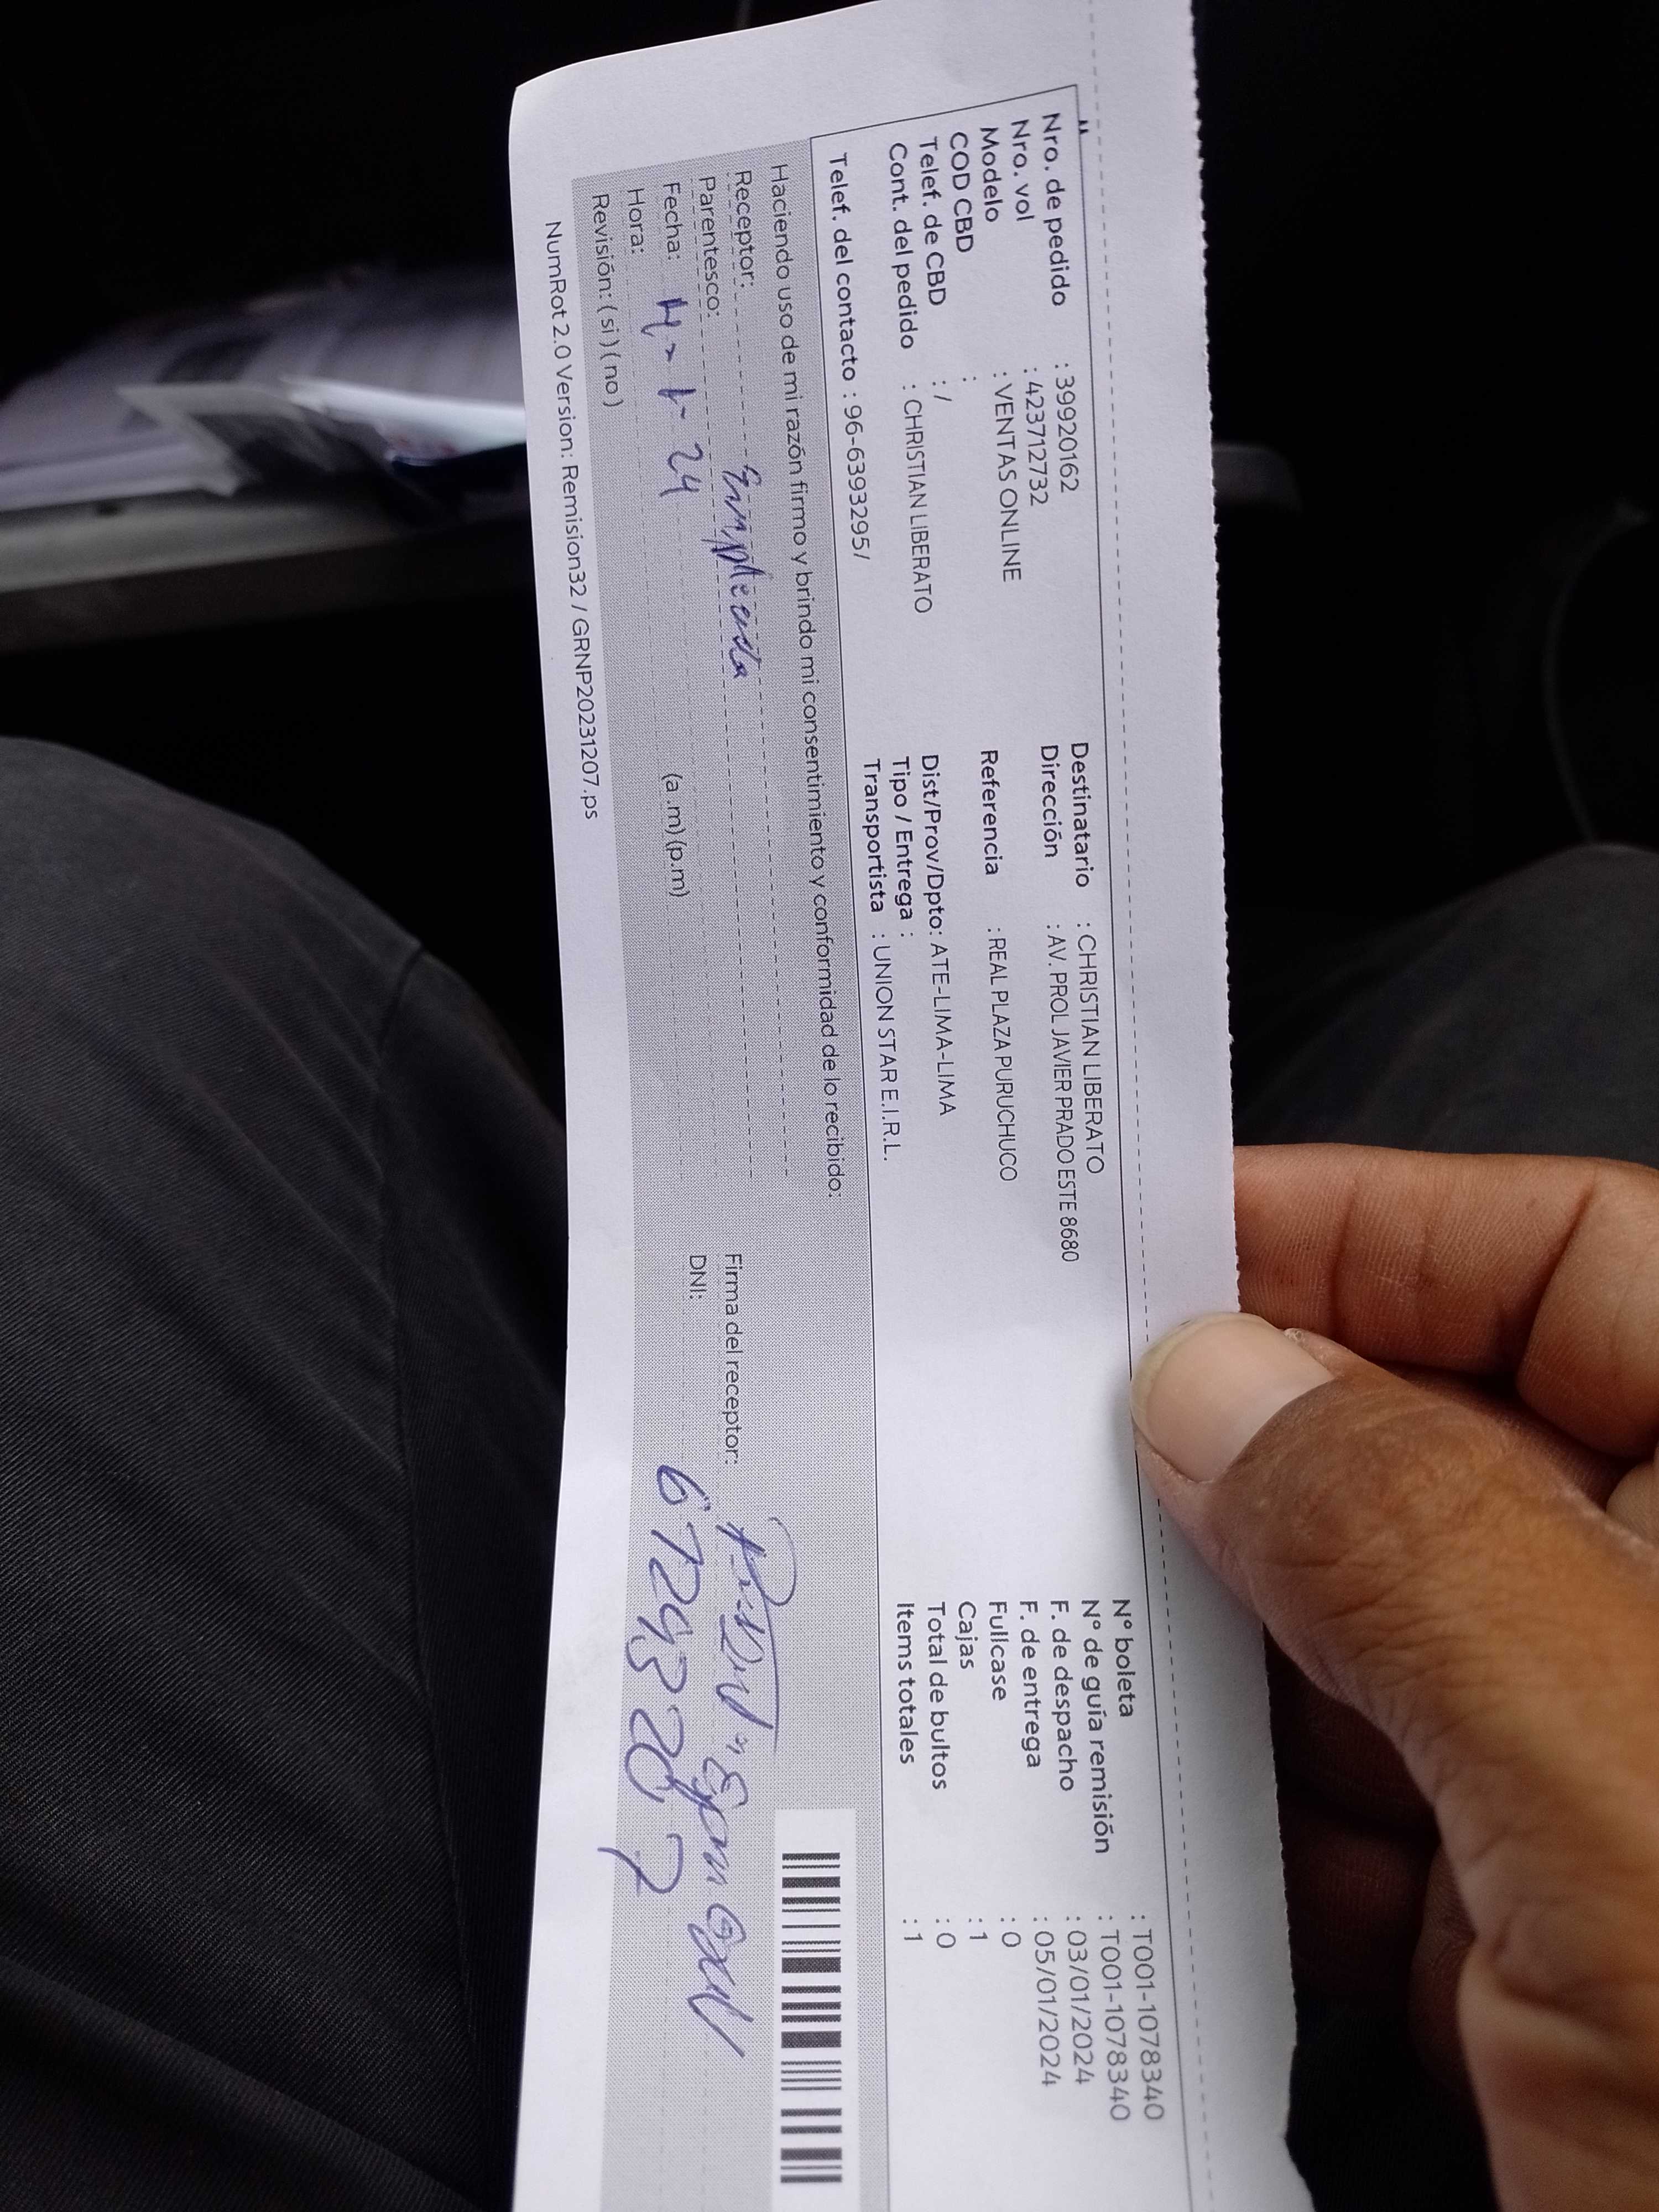 Nro. de pedido : 39920162
Nro. vol : 423712732
Modelo : VENTAS ONLINE
COD CBD :
Telef. de CBD : /
Cont. del pedido : CHRISTIAN LIBERATO
Telef. del contacto : 96-6393295/
Destinatario : CHRISTIAN LIBERATO
Dirección : AV. PROL JAVIER PRADO ESTE 8680
Referencia : REAL PLAZA PURUCHUCO
Dist/Prov/Dpto: ATE-LIMA-LIMA
Tipo / Entrega :
Transportista : UNION STAR E.I.R.L.
N° boleta : T001-1078340
N° de guía remisión : T001-1078340
F. de despacho : 03/01/2024
F. de entrega : 05/01/2024
Fullcase : 0
Cajas : 1
Total de bultos : 0
Items totales : 1
Haciendo uso de mi razón firmo y brindo mi consentimiento y conformidad de lo recibido:
Receptor:
Parentesco:
Fecha: 4-1-24
Hora: (a .m) (p.m)
Revisión: ( si ) ( no )
Firma del receptor:
DNI:
NumRot 2.0 Version: Remision32 / GRNP20231207.ps